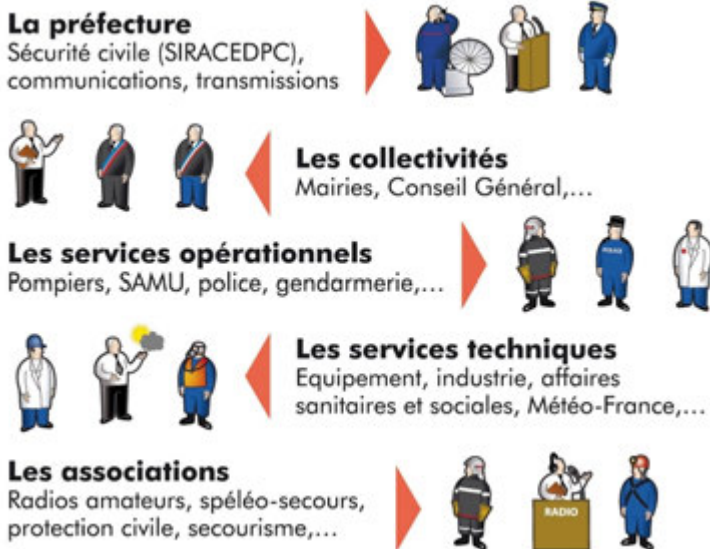 La préfecture
Sécurité civile (SIRACEDPC),
communications, transmissions
Les collectivités
Mairies, Conseil Général,...
Les services opérationnels
Pompiers, SAMU, police, gendarmerie,...
POLICE
Les services techniques
Equipement, industrie, affaires
sanitaires et sociales, Météo-France,...
Les associations
Radios amateurs, spéléo-secours,
protection civile, secourisme,...
RADIO